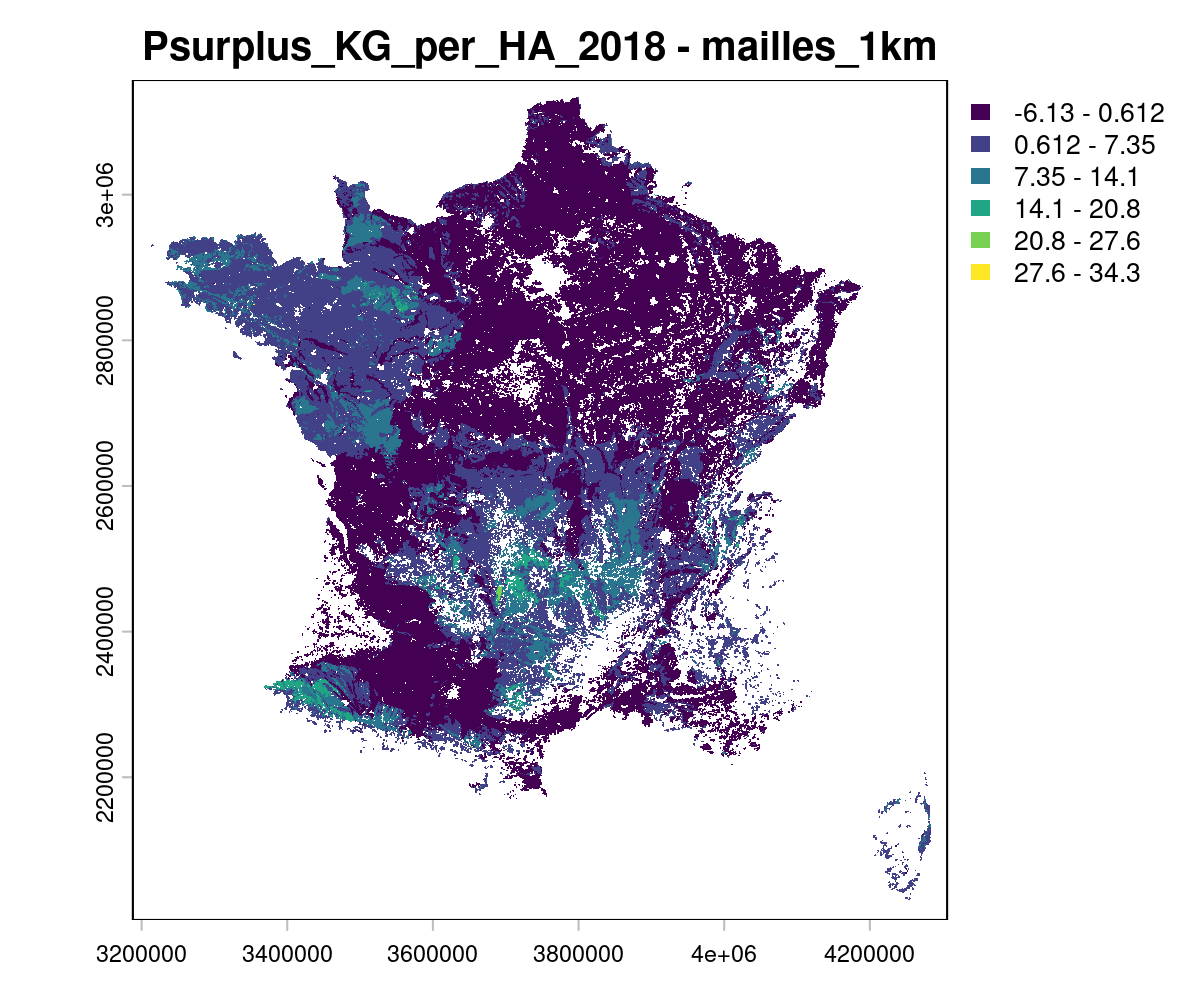 Psurplus_KG_per_HA_2018 - mailles_1km
-6.13 - 0.612
0.612 - 7.35
7.35 - 14.1
14.1 - 20.8
20.8 - 27.6
27.6 - 34.3
3e+06
2800000
2600000
2400000
2200000
3200000 3400000 3600000 3800000 4e+06 4200000